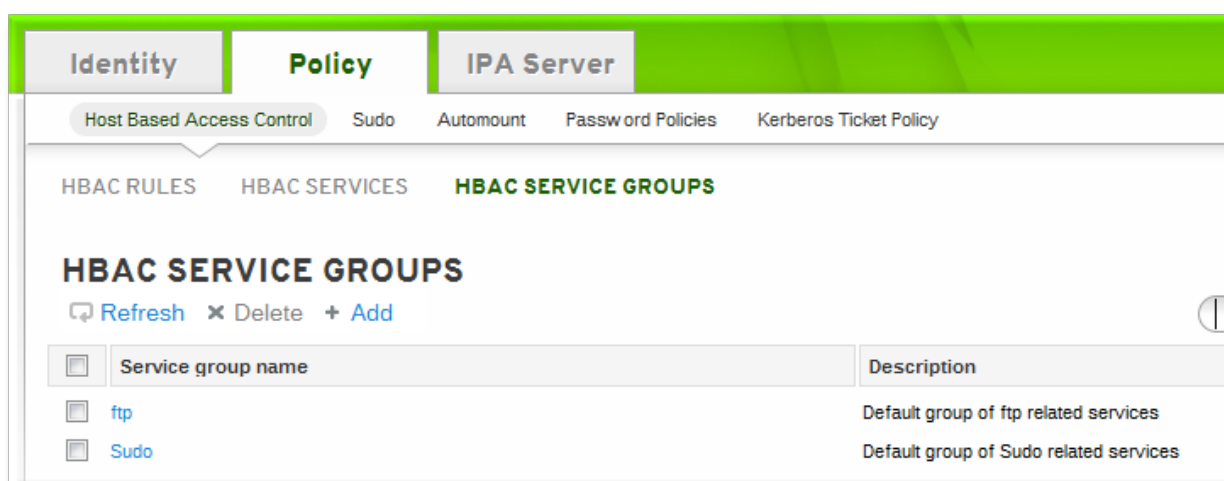 Identity Policy IPA Server
Host Based Access Control Sudo Automount Password Policies Kerberos Ticket Policy
HBAC RULES HBAC SERVICES HBAC SERVICE GROUPS
HBAC SERVICE GROUPS
Refresh Delete + Add
Service group name Description
ftp Default group of ftp related services
Sudo Default group of Sudo related services